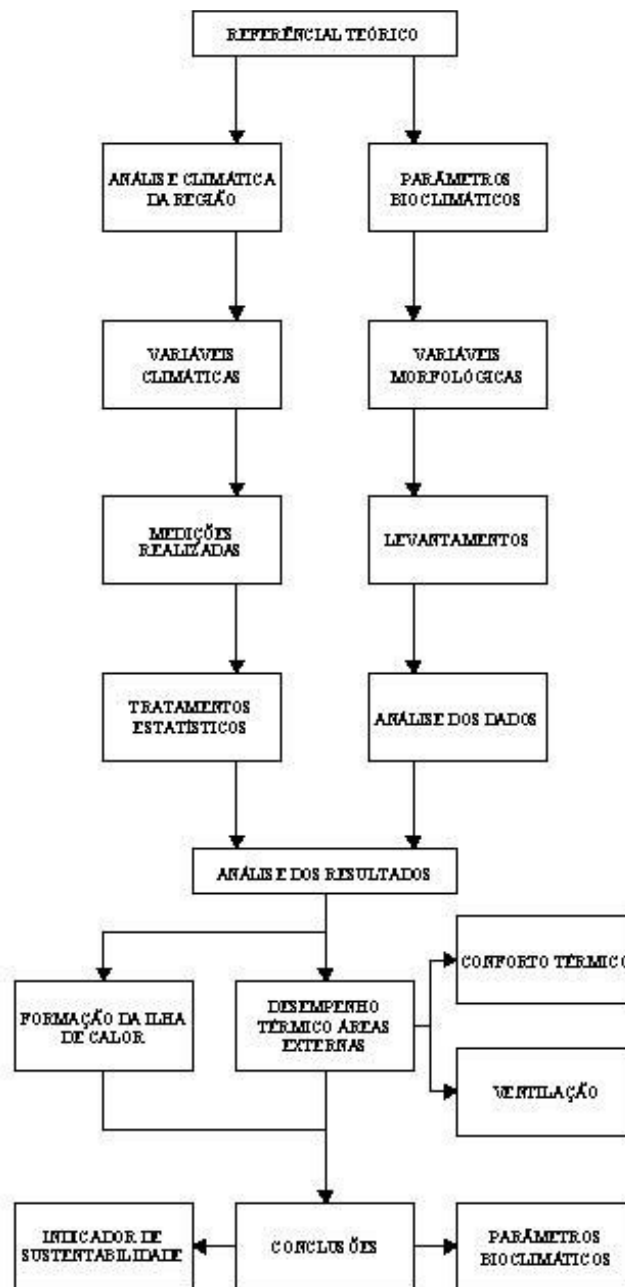 REFERÊNCIAL TEÓRICO
ANÁLISE CLIMÁTICA
DA REGIÃO
PARÂMETROS
BIOCLIMÁTICOS
VARIÁVEIS
CLIMÁTICAS
VARIÁVEIS
MORFOLÓGICAS
MEDIÇÕES
REALIZADAS
LEVANTAMENTOS
TRATAMENTOS
ESTATÍSTICOS
ANÁLISE DOS DADOS
ANÁLISE DOS RESULTADOS
FORMAÇÃO DA ILHA
DE CALOR
DESEMPENHO
TÉRMICO ÁREAS
EXTERNAS
CONFORTO TÉRMICO
VENTILAÇÃO
INDICADOR DE
SUSTENTABILIDADE
CONCLUSÕES
PARÂMETROS
BIOCLIMÁTICOS